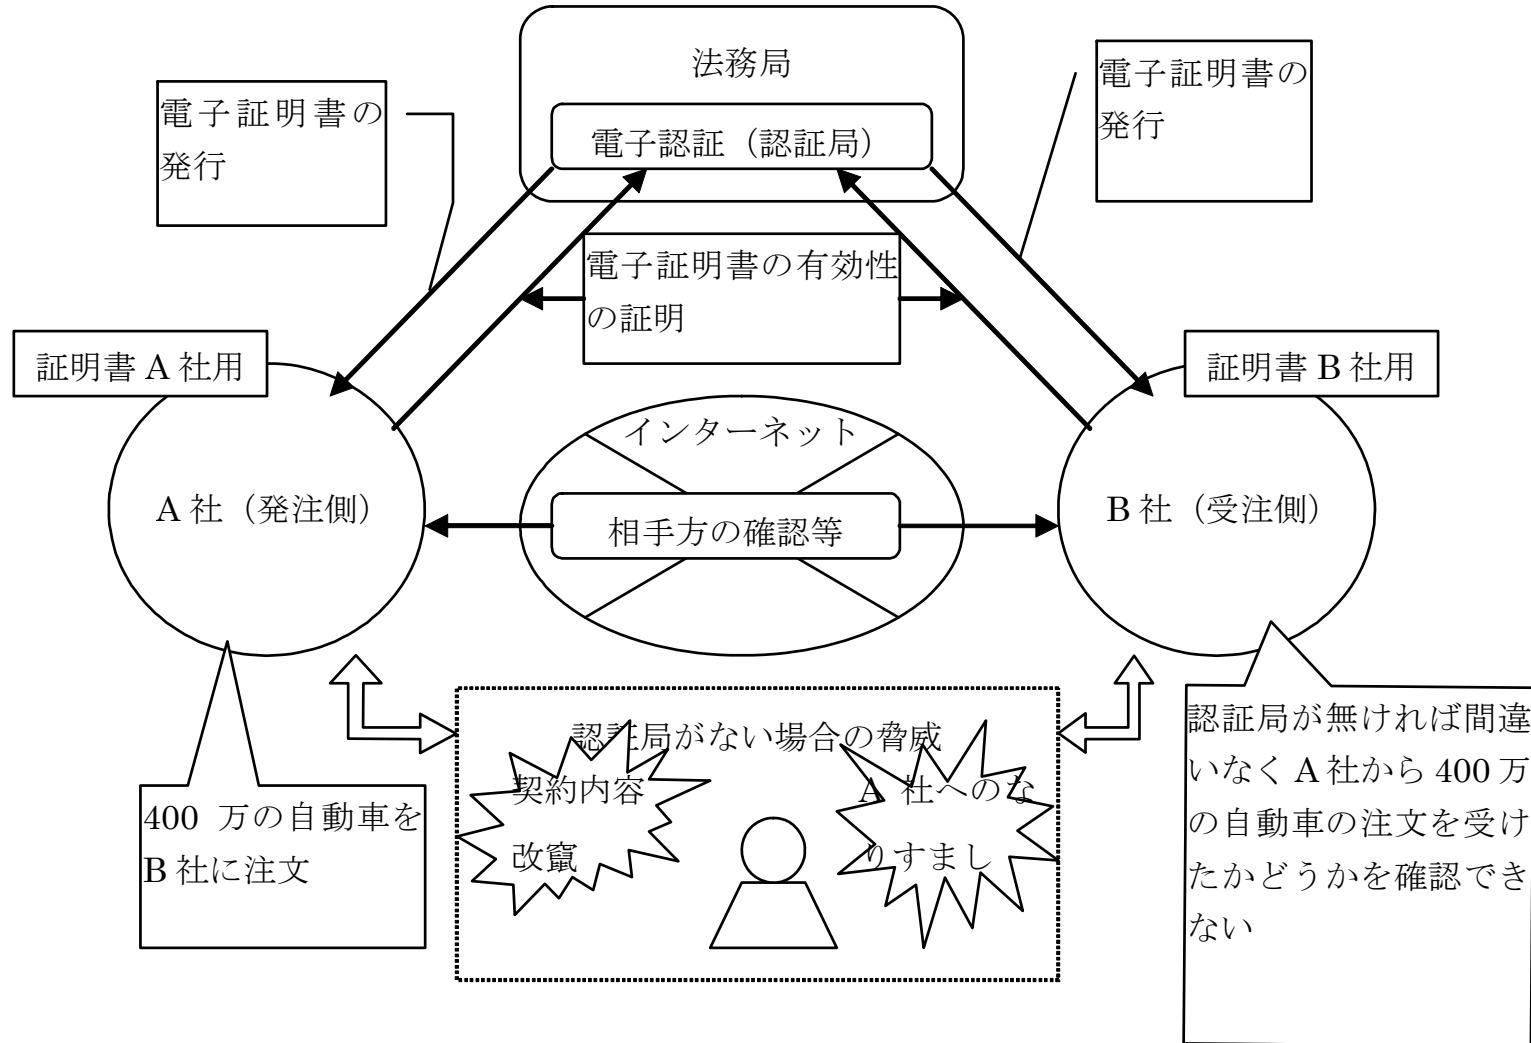 法務局
電子認証（認証局）
電子証明書の
発行
電子証明書の
発行
電子証明書の有効性
の証明
証明書 A 社用
証明書 B 社用
インターネット
A 社（発注側）
相手方の確認等
B 社（受注側）
認証局がない場合の脅威
契約内容
改竄
A 社へのな
りすまし
400 万の自動車を
B 社に注文
認証局が無ければ間違
いなく A 社から 400 万
の自動車の注文を受け
たかどうかを確認でき
ない